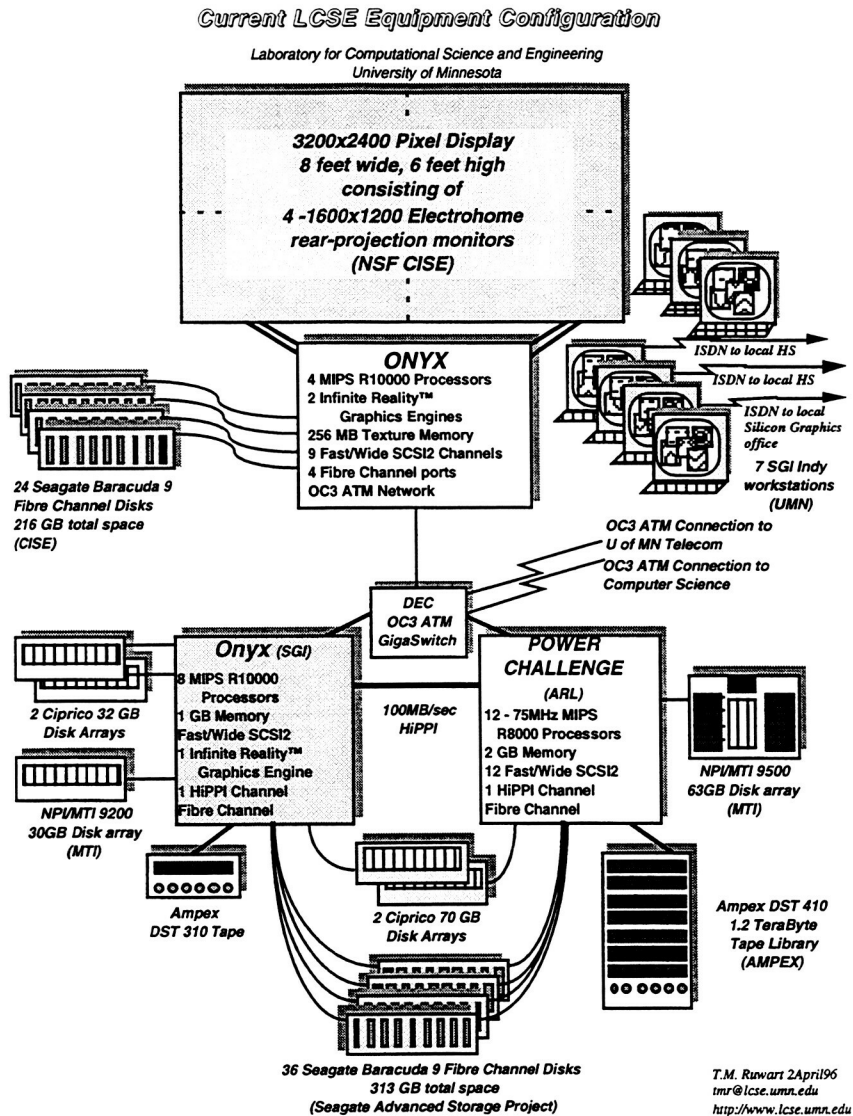 Current LCSE Equipment Configuration
Laboratory for Computational Science and Engineering
University of Minnesota
3200x2400 Pixel Display
8 feet wide, 6 feet high
consisting of
4 -1600x1200 Electrohome
rear-projection monitors
(NSF CISE)
ONYX
4 MIPS R10000 Processors
2 Infinite Reality™
Graphics Engines
256 MB Texture Memory
9 Fast/Wide SCSI2 Channels
4 Fibre Channel ports
OC3 ATM Network
ISDN to local HS
ISDN to local HS
ISDN to local
Silicon Graphics
office
7 SGI Indy
workstations
(UMN)
24 Seagate Baracuda 9
Fibre Channel Disks
216 GB total space
(CISE)
OC3 ATM Connection to
U of MN Telecom
OC3 ATM Connection to
Computer Science
DEC
OC3 ATM
GigaSwitch
Onyx (SGI)
8 MIPS R10000
Processors
1 GB Memory
Fast/Wide SCSI2
1 Infinite Reality™
Graphics Engine
1 HiPPI Channel
Fibre Channel
100MB/sec
HiPPI
POWER
CHALLENGE
(ARL)
12 - 75MHz MIPS
R8000 Processors
2 GB Memory
12 Fast/Wide SCSI2
1 HiPPI Channel
Fibre Channel
2 Ciprico 32 GB
Disk Arrays
NPI/MTI 9200
30GB Disk array
(MTI)
NPI/MTI 9500
63GB Disk array
(MTI)
Ampex
DST 310 Tape
2 Ciprico 70 GB
Disk Arrays
Ampex DST 410
1.2 TeraByte
Tape Library
(AMPEX)
36 Seagate Baracuda 9 Fibre Channel Disks
313 GB total space
(Seagate Advanced Storage Project)
T.M. Ruwart 2April96
tmr@lcse.umn.edu
http://www.lcse.umn.edu